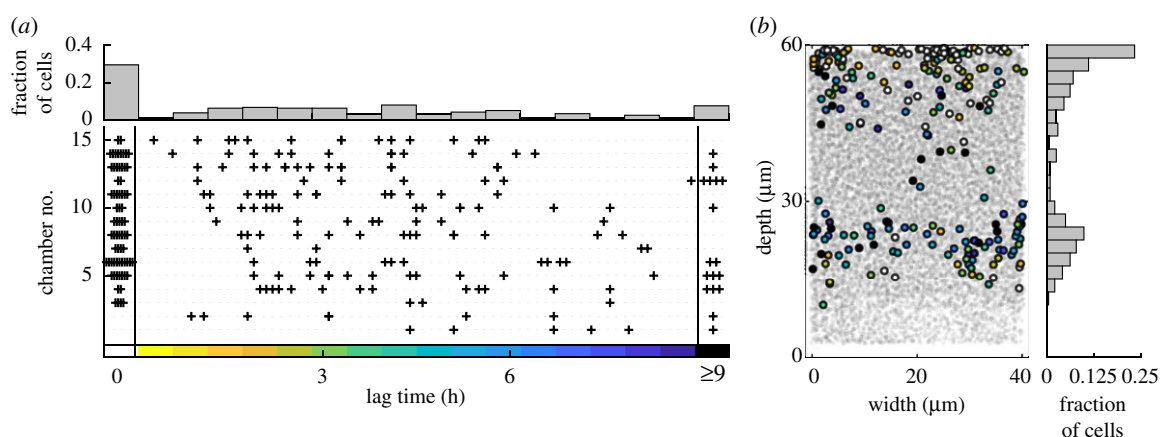 (a)
0.4
0.2
0
fraction
of cells
15
10
5
chamber no.
0 3 6 ≥9
lag time (h)
(b)
60
30
0
depth (µm)
0 20 40
width (µm)
0 0.125 0.25
fraction
of cells